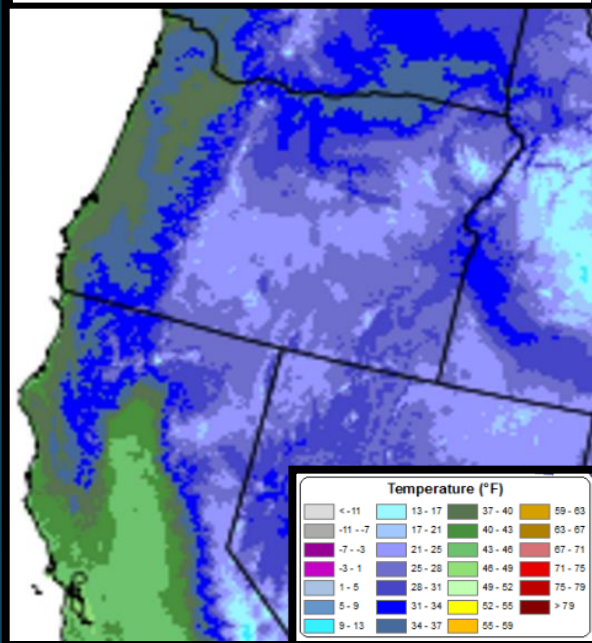 Temperature (°F)
< -11 13 - 17 37 - 40 59 - 63
-11 - -7 17 - 21 40 - 43 63 - 67
-7 - -3 21 - 25 43 - 46 67 - 71
-3 - 1 25 - 28 46 - 49 71 - 75
1 - 5 28 - 31 49 - 52 75 - 79
5 - 9 31 - 34 52 - 55 > 79
9 - 13 34 - 37 55 - 59